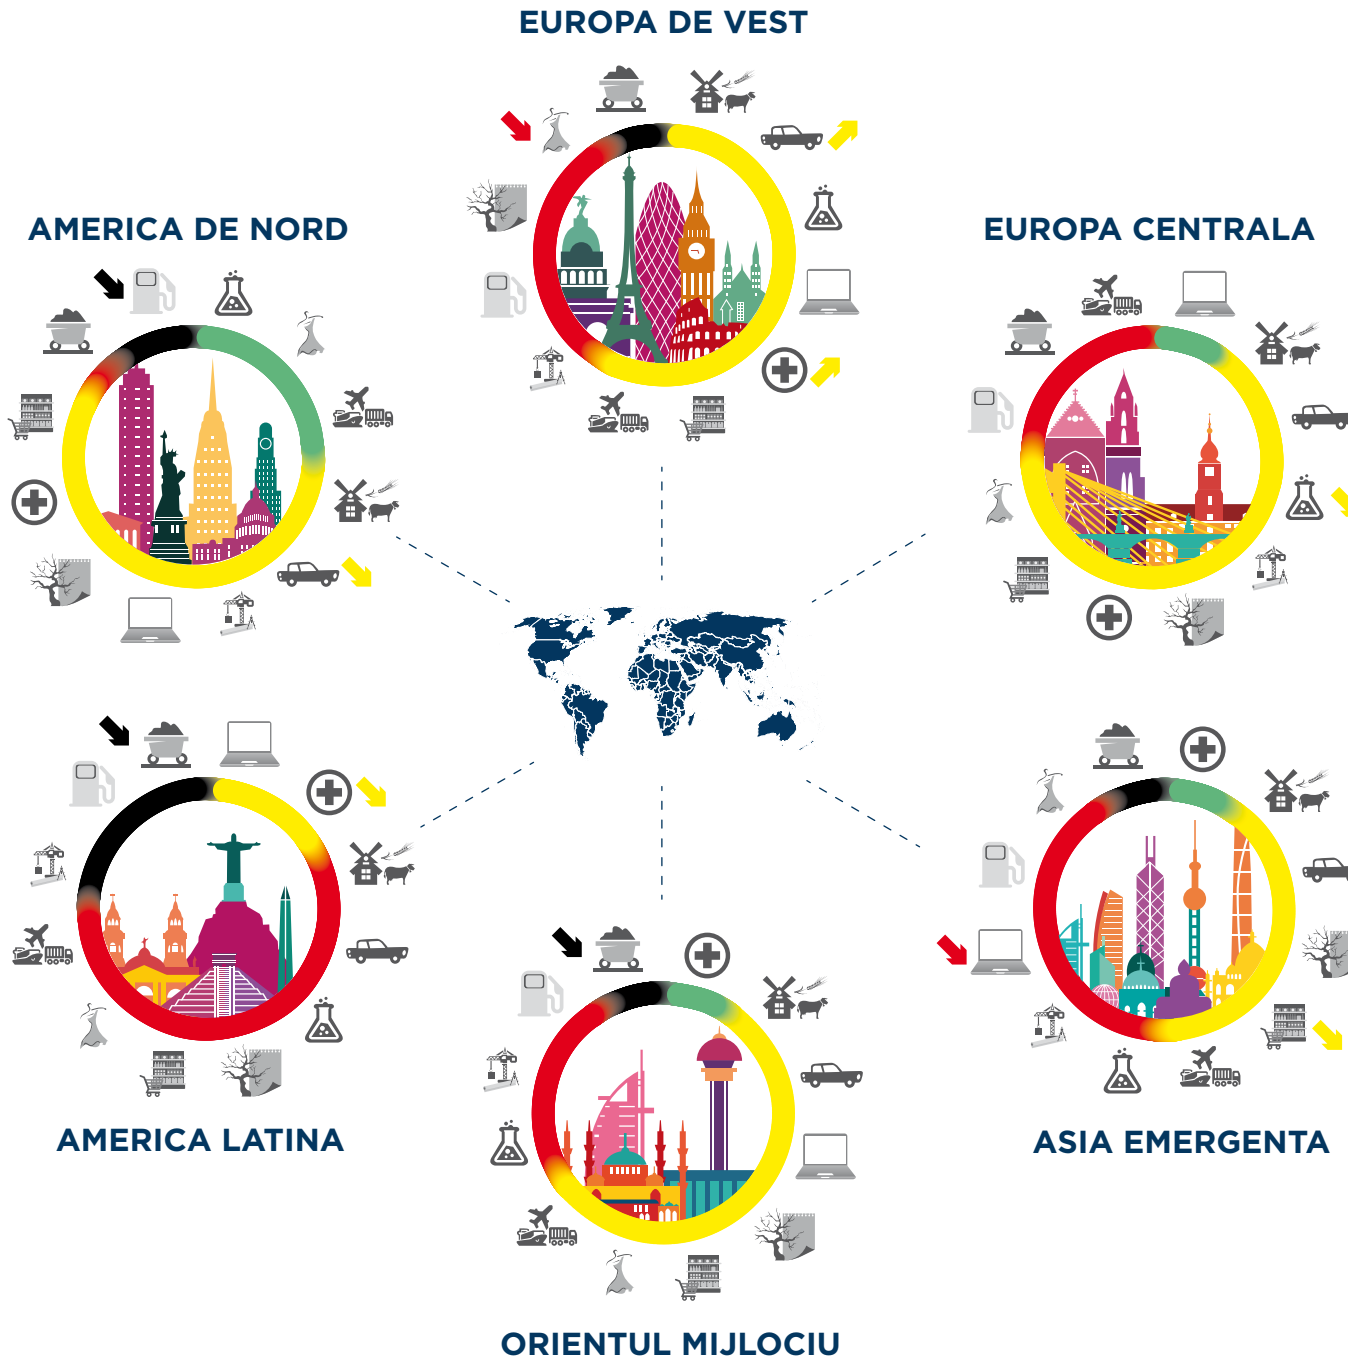 EUROPA DE VEST
AMERICA DE NORD
EUROPA CENTRALA
AMERICA LATINA
ASIA EMERGENTA
ORIENTUL MIJLOCIU